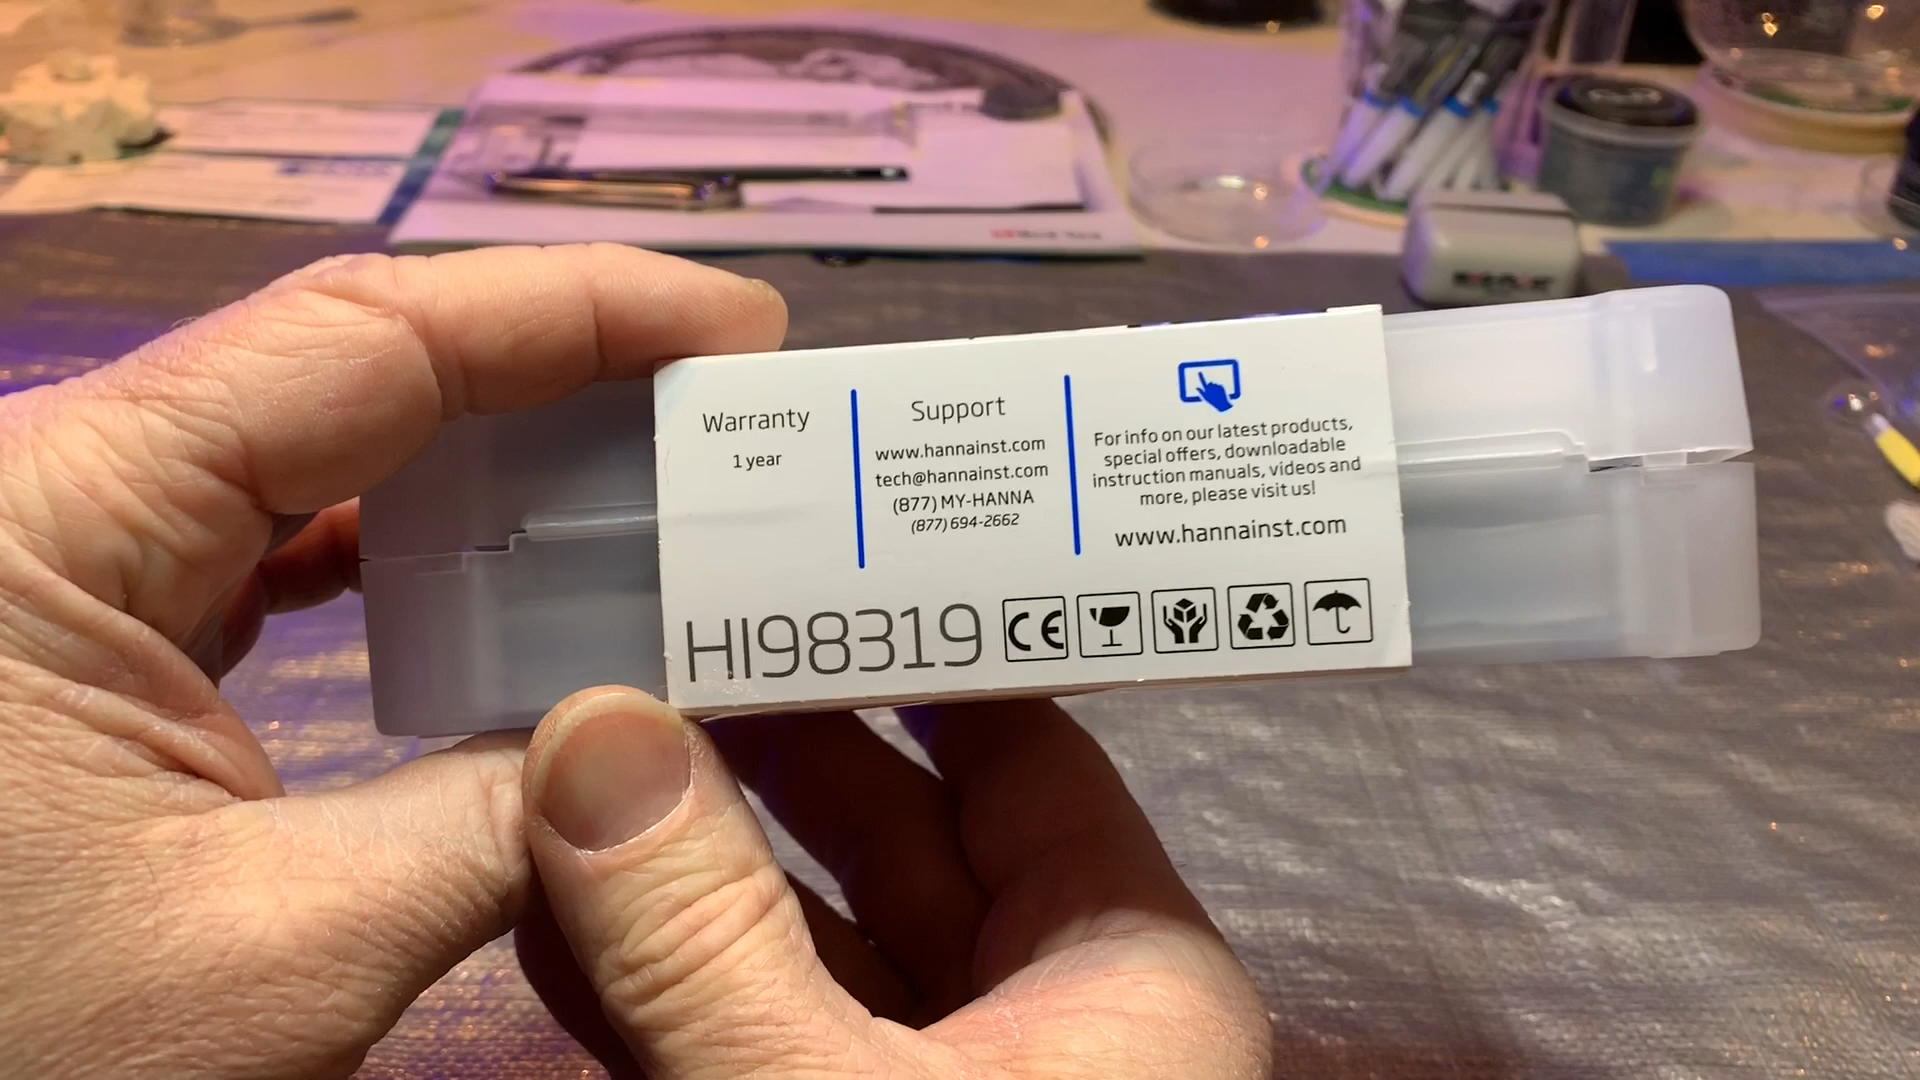 Warranty
1 year
Support
www.hannainst.com
tech@hannainst.com
(877) MY-HANNA
(877) 694-2662
For info on our latest products,
special offers, downloadable
instruction manuals, videos and
more, please visit us!
www.hannainst.com
HI98319
CE